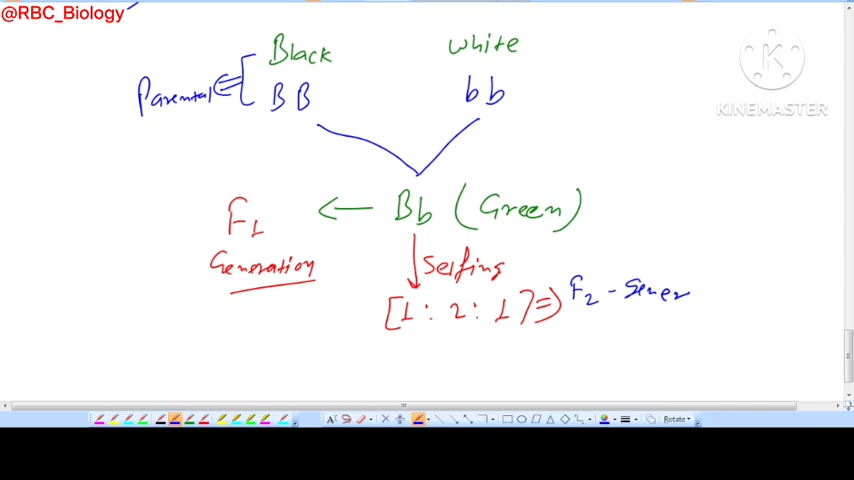 @RBC_Biology
Black white
Parental BB bb
KINEMASTER
F1 ← Bb (Green)
Generation
Selfing
[1 : 2 : 1] ⇒ F2 - Gener
Rotate